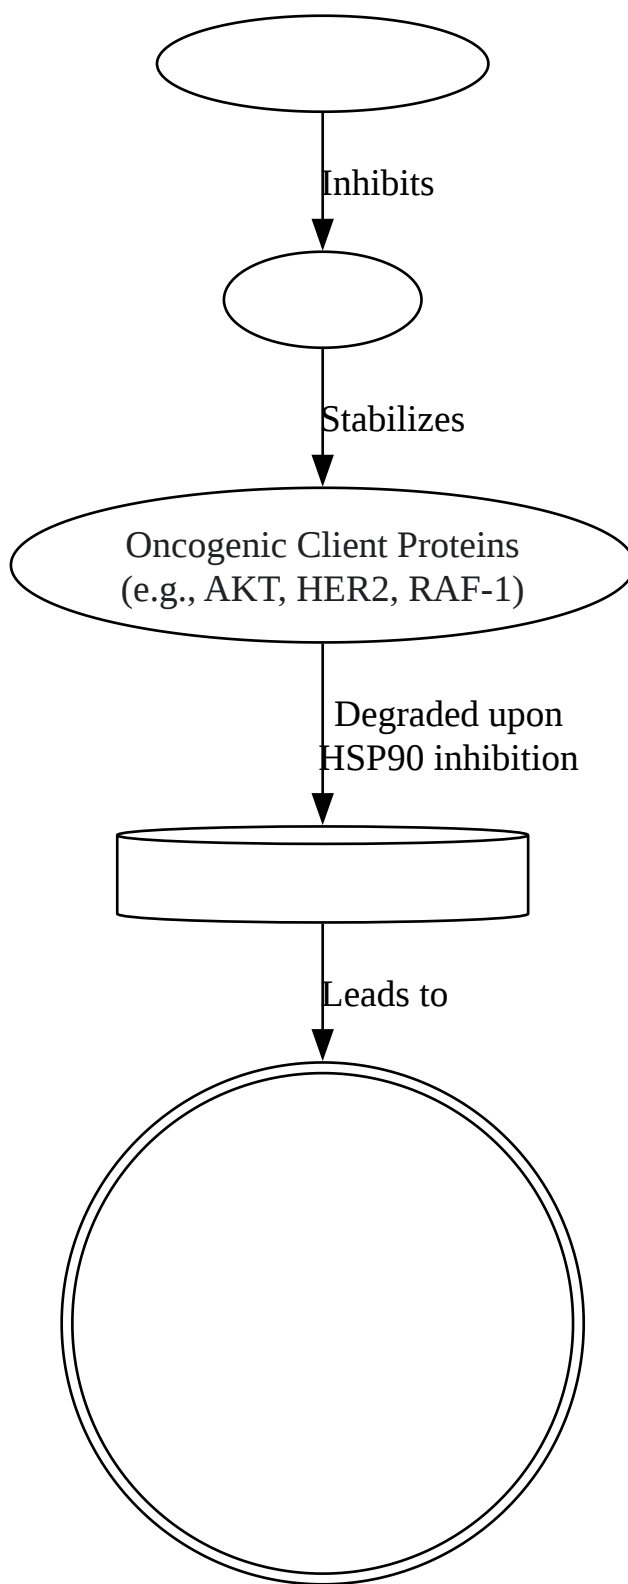 Inhibits
Stabilizes
Oncogenic Client Proteins
(e.g., AKT, HER2, RAF-1)
Degraded upon
HSP90 inhibition
Leads to